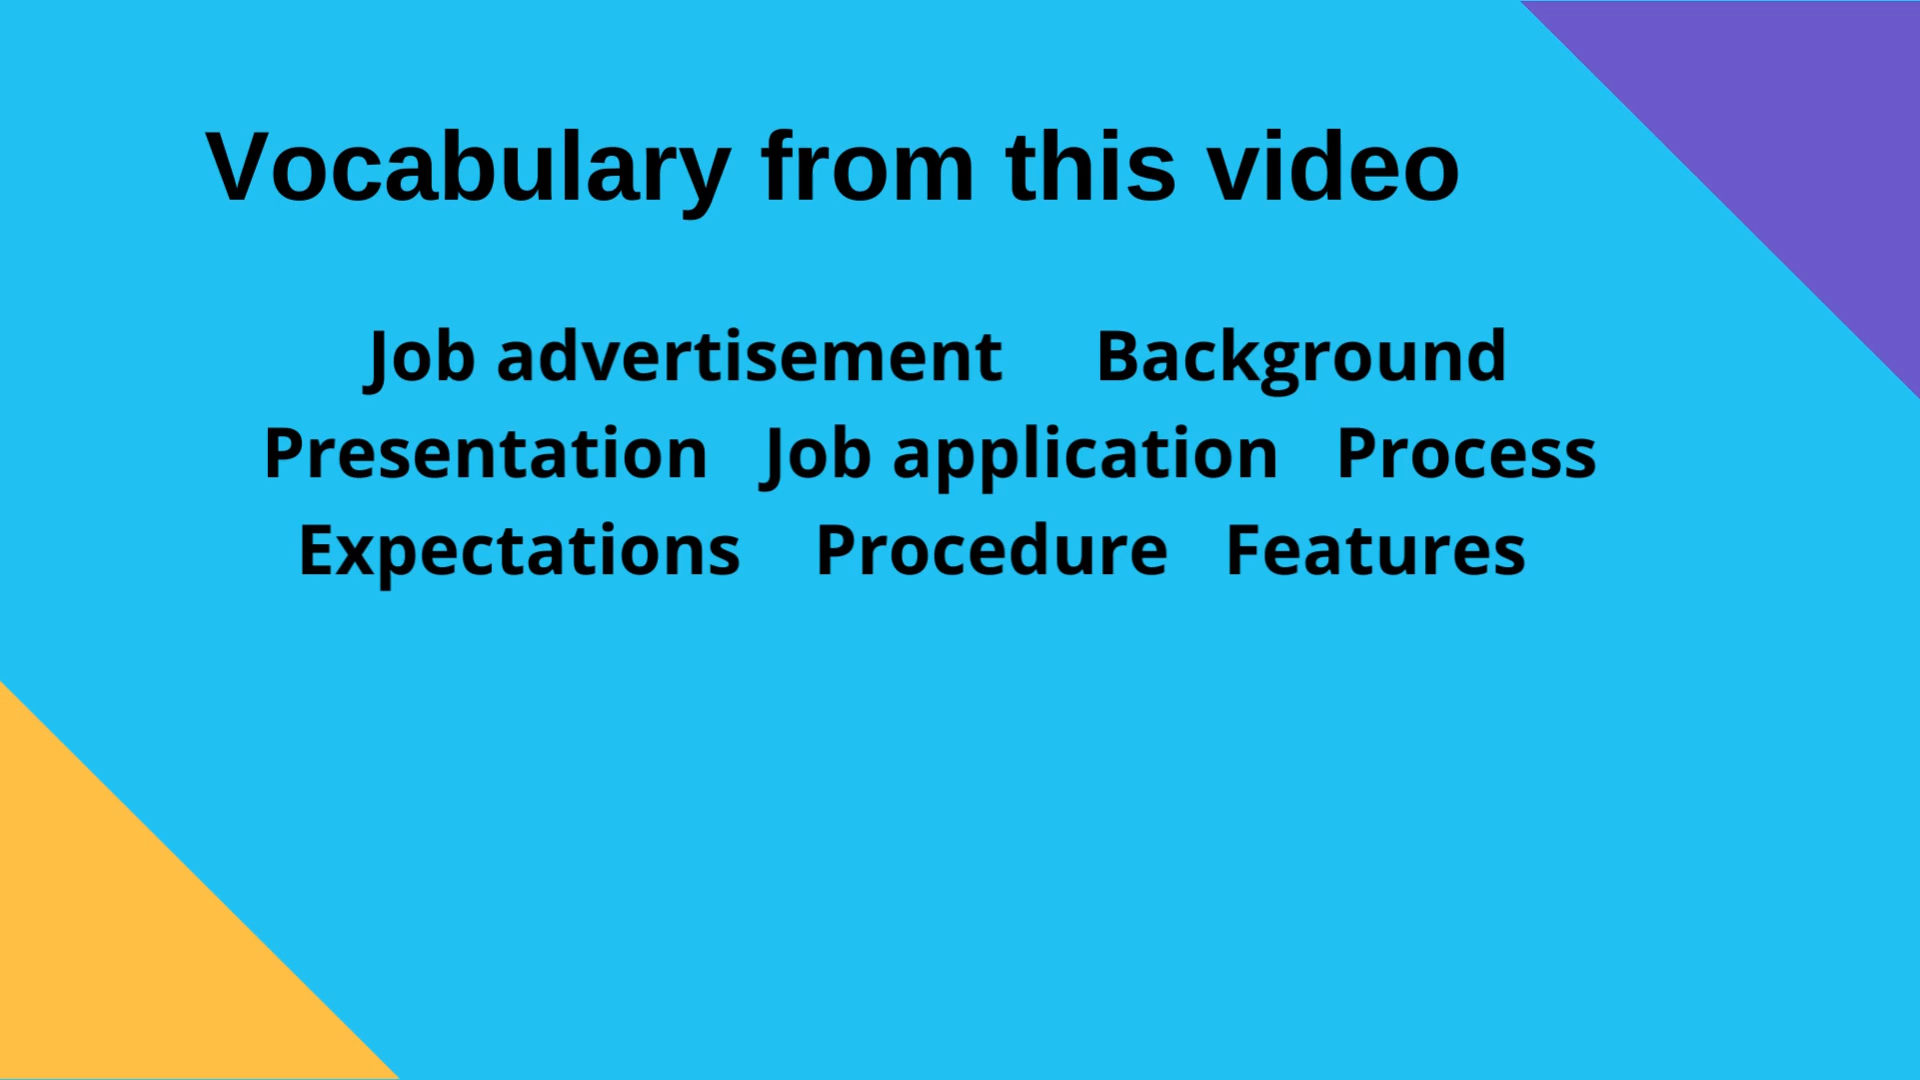 Vocabulary from this video
Job advertisement Background
Presentation Job application Process
Expectations Procedure Features